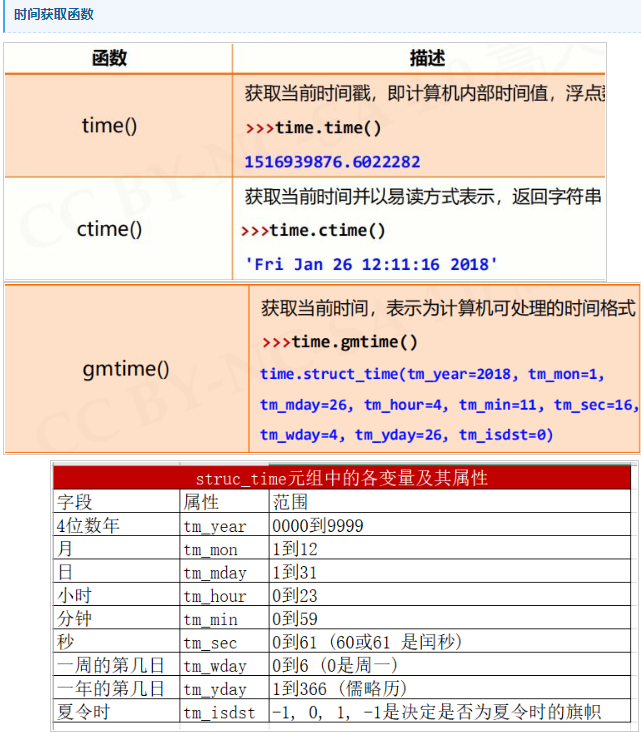 时间获取函数
函数 描述
time() 获取当前时间戳，即计算机内部时间值，浮点
>>>time.time()
1516939876.6022282
ctime() 获取当前时间并以易读方式表示，返回字符串
>>>time.ctime()
'Fri Jan 26 12:11:16 2018'
gmtime() 获取当前时间，表示为计算机可处理的时间格式
>>>time.gmtime()
time.struct_time(tm_year=2018, tm_mon=1,
tm_mday=26, tm_hour=4, tm_min=11, tm_sec=16,
tm_wday=4, tm_yday=26, tm_isdst=0)
struc_time元组中的各变量及其属性
字段 属性 范围
4位数年 tm_year 0000到9999
月 tm_mon 1到12
日 tm_mday 1到31
小时 tm_hour 0到23
分钟 tm_min 0到59
秒 tm_sec 0到61 (60或61 是闰秒)
一周的第几日 tm_wday 0到6 (0是周一)
一年的第几日 tm_yday 1到366 (儒略历)
夏令时 tm_isdst -1, 0, 1, -1是决定是否为夏令时的旗帜